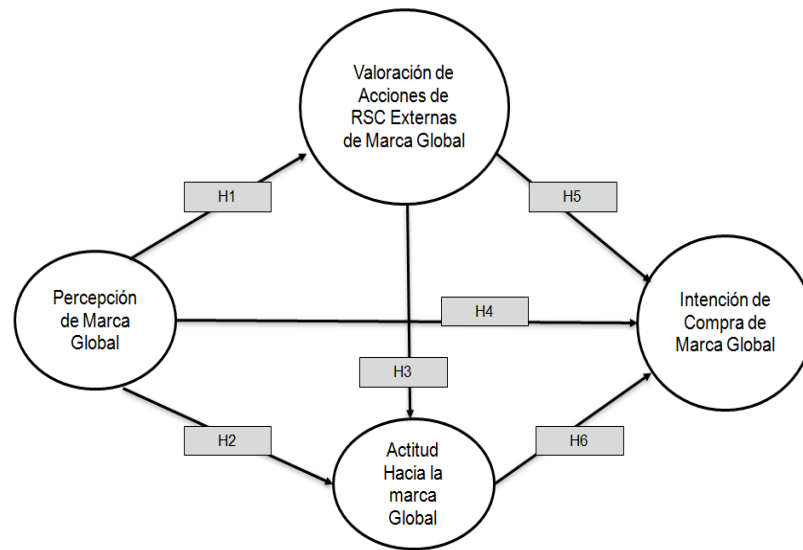 Valoración de
Acciones de
RSC Externas
de Marca Global
H1
H5
Percepción
de Marca
Global
H4
Intención de
Compra de
Marca Global
H3
H2
H6
Actitud
Hacia la
marca
Global